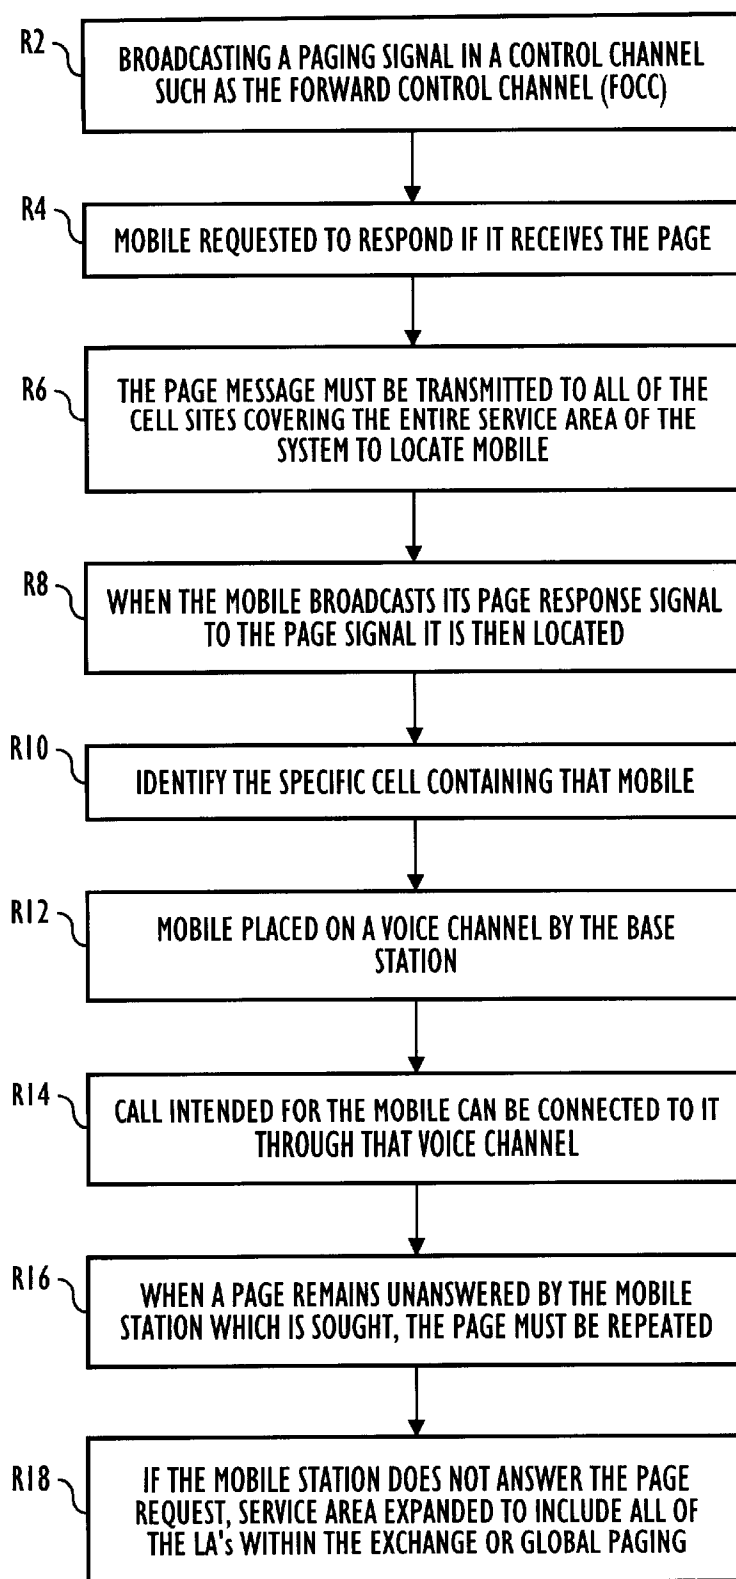 R2
BROADCASTING A PAGING SIGNAL IN A CONTROL CHANNEL
SUCH AS THE FORWARD CONTROL CHANNEL (FOCC)
R4
MOBILE REQUESTED TO RESPOND IF IT RECEIVES THE PAGE
R6
THE PAGE MESSAGE MUST BE TRANSMITTED TO ALL OF THE
CELL SITES COVERING THE ENTIRE SERVICE AREA OF THE
SYSTEM TO LOCATE MOBILE
R8
WHEN THE MOBILE BROADCASTS ITS PAGE RESPONSE SIGNAL
TO THE PAGE SIGNAL IT IS THEN LOCATED
R10
IDENTIFY THE SPECIFIC CELL CONTAINING THAT MOBILE
R12
MOBILE PLACED ON A VOICE CHANNEL BY THE BASE
STATION
R14
CALL INTENDED FOR THE MOBILE CAN BE CONNECTED TO IT
THROUGH THAT VOICE CHANNEL
R16
WHEN A PAGE REMAINS UNANSWERED BY THE MOBILE
STATION WHICH IS SOUGHT, THE PAGE MUST BE REPEATED
R18
IF THE MOBILE STATION DOES NOT ANSWER THE PAGE
REQUEST, SERVICE AREA EXPANDED TO INCLUDE ALL OF
THE LA's WITHIN THE EXCHANGE OR GLOBAL PAGING